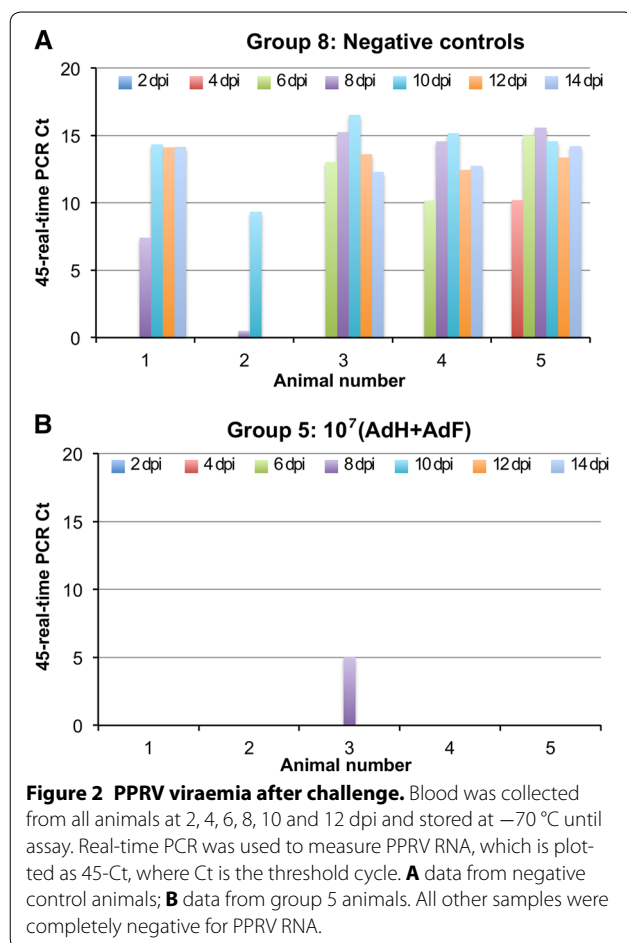 A
Group 8: Negative controls
20
2 dpi 4 dpi 6 dpi 8 dpi 10 dpi 12 dpi 14 dpi
15
10
5
0
45-real-time PCR Ct
1 2 3 4 5
Animal number
B
Group 5: 10⁷(AdH+AdF)
20
2 dpi 4 dpi 6 dpi 8 dpi 10 dpi 12 dpi 14 dpi
15
10
5
0
45-real-time PCR Ct
1 2 3 4 5
Animal number
Figure 2 PPRV viraemia after challenge. Blood was collected
from all animals at 2, 4, 6, 8, 10 and 12 dpi and stored at −70 °C until
assay. Real-time PCR was used to measure PPRV RNA, which is plot-
ted as 45-Ct, where Ct is the threshold cycle. A data from negative
control animals; B data from group 5 animals. All other samples were
completely negative for PPRV RNA.